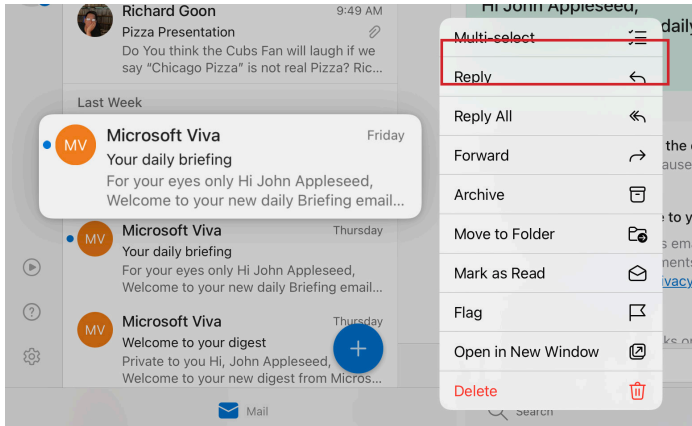 Richard Goon
9:49 AM
Pizza Presentation
Do You think the Cubs Fan will laugh if we
say “Chicago Pizza” is not real Pizza? Ric...
Last Week
MV
Microsoft Viva
Friday
Your daily briefing
For your eyes only Hi John Appleseed,
Welcome to your new daily Briefing email...
MV
Microsoft Viva
Thursday
Your daily briefing
For your eyes only Hi John Appleseed,
Welcome to your new daily Briefing email...
MV
Microsoft Viva
Thursday
Welcome to your digest
Private to you Hi, John Appleseed,
Welcome to your new digest from Micros...
Mail
Search
Hi John Appleseed,
daily
Multi-select
Reply
Reply All
Forward
Archive
Move to Folder
Mark as Read
Flag
Open in New Window
Delete
the
to y